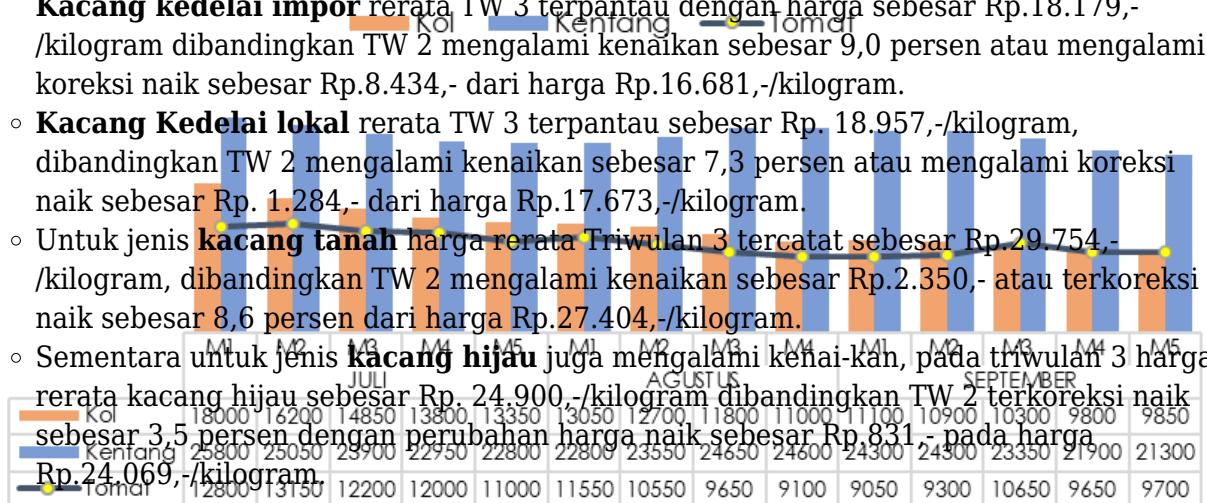 Kacang kedelai impor rerata TW 3 terpantau dengan harga sebesar Rp.18.179,-
/kilogram dibandingkan TW 2 mengalami kenaikan sebesar 9,0 persen atau mengalami
koreksi naik sebesar Rp.8.434,- dari harga Rp.16.681,-/kilogram.
Kol Kentang Tomat
Kacang Kedelai lokal rerata TW 3 terpantau sebesar Rp. 18.957,-/kilogram,
dibandingkan TW 2 mengalami kenaikan sebesar 7,3 persen atau mengalami koreksi
naik sebesar Rp. 1.284,- dari harga Rp.17.673,-/kilogram.
Untuk jenis kacang tanah harga rerata Triwulan 3 tercatat sebesar Rp.29.754,-
/kilogram, dibandingkan TW 2 mengalami kenaikan sebesar Rp.2.350,- atau terkoreksi
naik sebesar 8,6 persen dari harga Rp.27.404,-/kilogram.
Sementara untuk jenis kacang hijau juga mengalami kenai-kan, pada triwulan 3 harga
rerata kacang hijau sebesar Rp. 24.900,-/kilogram dibandingkan TW 2 terkoreksi naik
sebesar 3,5 persen dengan perubahan harga naik sebesar Rp.831,- pada harga
Rp.24.069,-/kilogram.
M1 M2 M3 M4 M5 M1 M2 M3 M4 M1 M2 M3 M4 M5
JULI AGUSTUS SEPTEMBER
Kol 18000 16200 14850 13800 13350 13050 12700 11800 11000 11100 10900 10300 9800 9850
Kentang 25800 25050 23900 22950 22800 22800 23550 24650 24600 24300 24300 23350 21900 21300
Tomat 12800 13150 12200 12000 11000 11550 10550 9650 9100 9050 9300 10650 9650 9700